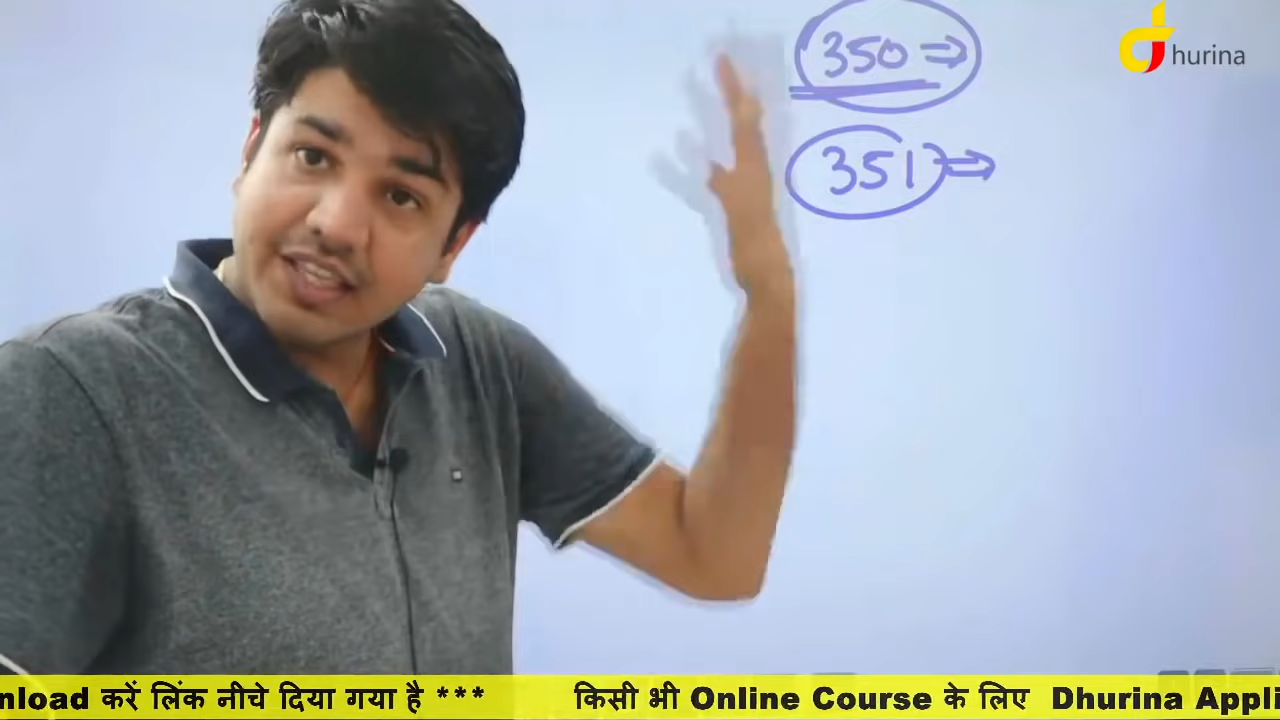 350 ⇒
hurina
351 ⇒
nload करें लिंक नीचे दिया गया है *** किसी भी Online Course के लिए Dhurina Appli